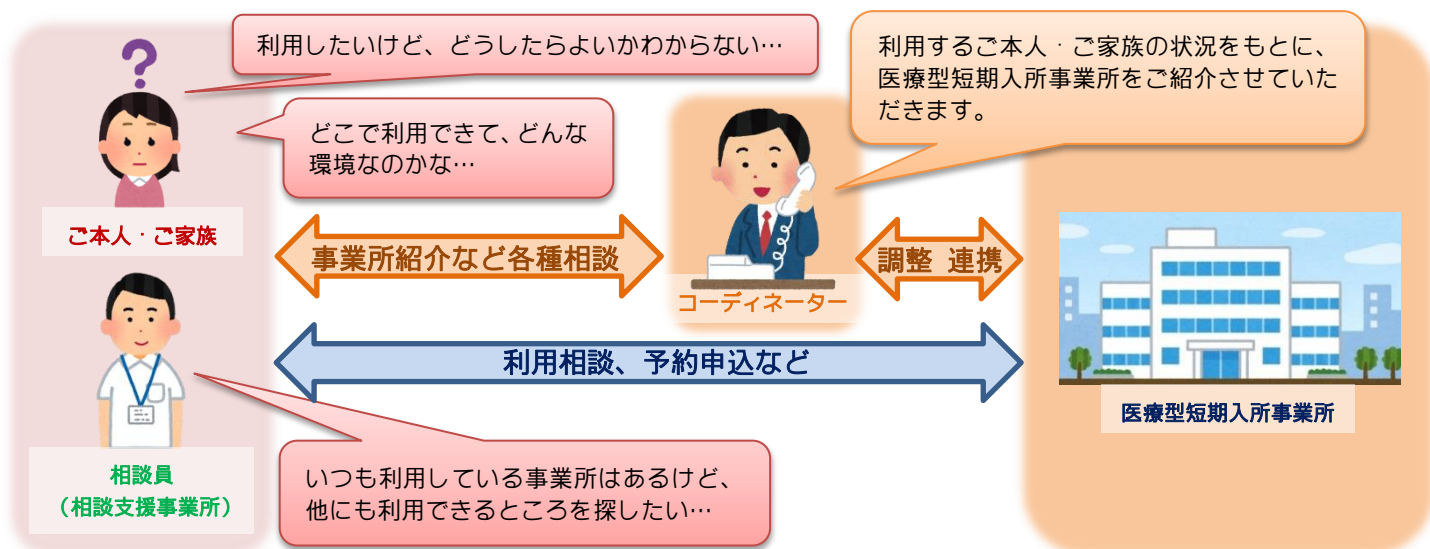 利用したいけど、どうしたらよいかわからない…
利用するご本人・ご家族の状況をもとに、
医療型短期入所事業所をご紹介させていた
だきます。
?
どこで利用できて、どんな
環境なのかな…
ご本人・ご家族
事業所紹介など各種相談
コーディネーター
調整 連携
利用相談、予約申込など
医療型短期入所事業所
相談員
(相談支援事業所)
いつも利用している事業所はあるけど、
他にも利用できるところを探したい…